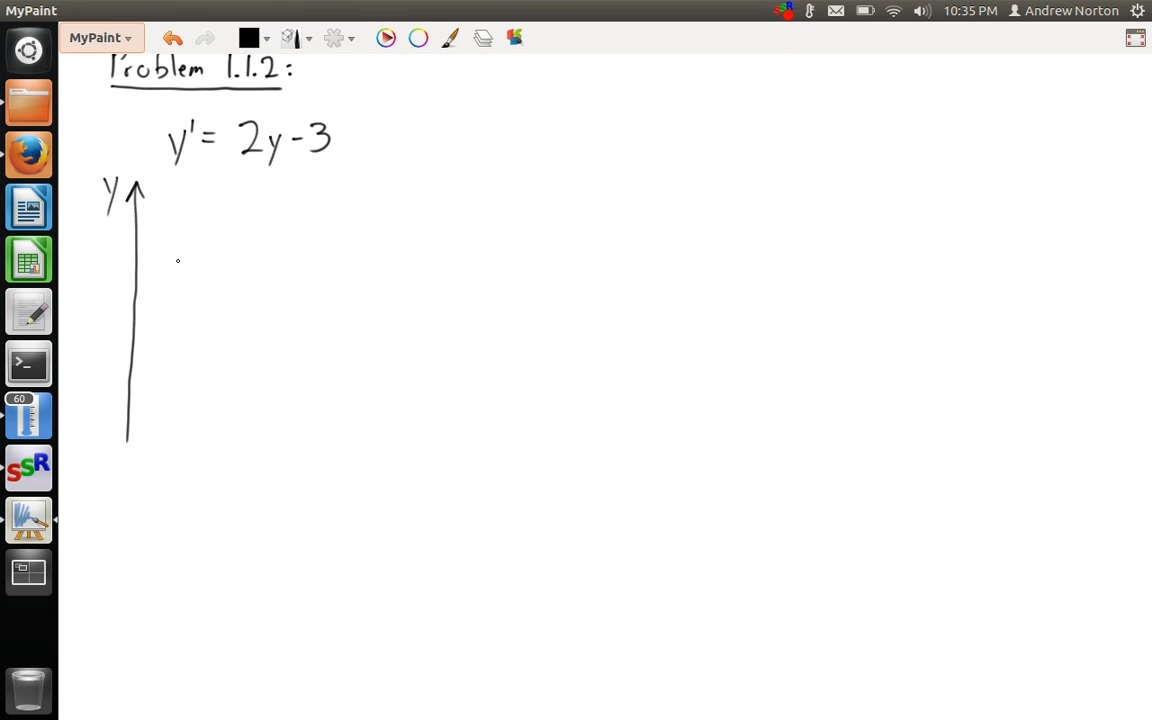 MyPaint
10:35 PM Andrew Norton
MyPaint
Problem 1.1.2:
y' = 2y - 3
y
60
SSR